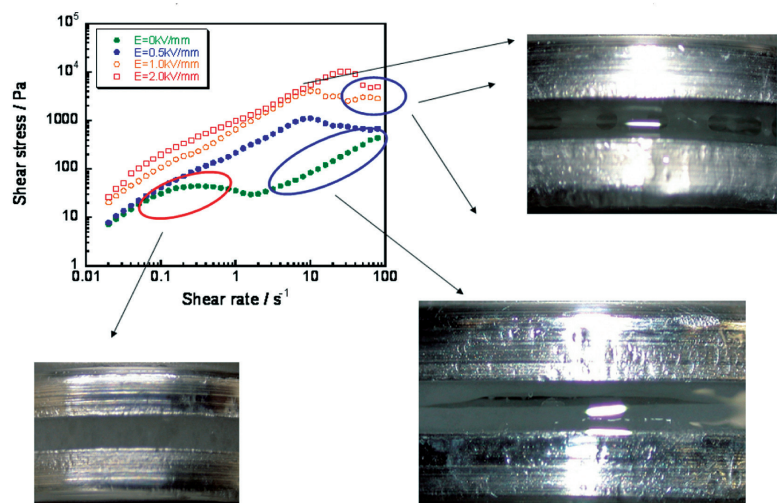 10⁵
10⁴
1000
100
10
1
Shear stress / Pa
E=0kV/mm
E=0.5kV/mm
E=1.0kV/mm
E=2.0kV/mm
0.01 0.1 1 10 100
Shear rate / s⁻¹